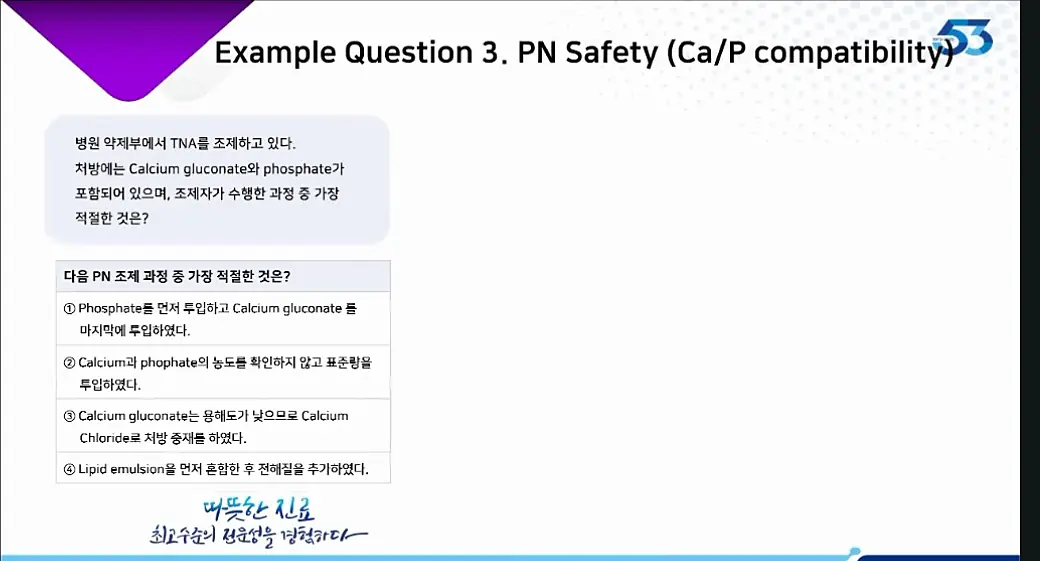 Example Question 3. PN Safety (Ca/P compatibility)
53
병원 약제부에서 TNA를 조제하고 있다.
처방에는 Calcium gluconate와 phosphate가
포함되어 있으며, 조제자가 수행한 과정 중 가장
적절한 것은?
다음 PN 조제 과정 중 가장 적절한 것은?
① Phosphate를 먼저 투입하고 Calcium gluconate 를
마지막에 투입하였다.
② Calcium과 phophate의 농도를 확인하지 않고 표준량을
투입하였다.
③ Calcium gluconate는 용해도가 낮으므로 Calcium
Chloride로 처방 중재를 하였다.
④ Lipid emulsion을 먼저 혼합한 후 전해질을 추가하였다.
따뜻한 진료
최고수준의 전문성을 경험하다